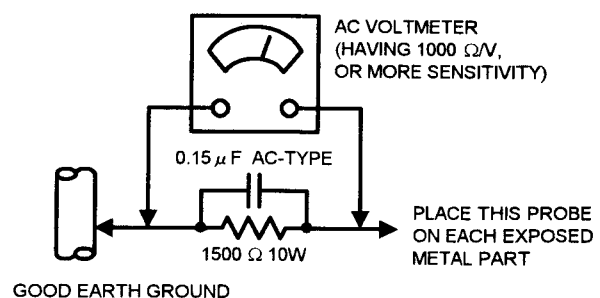 AC VOLTMETER
(HAVING 1000 Ω/V,
OR MORE SENSITIVITY)
0.15 μF AC-TYPE
1500 Ω 10W
PLACE THIS PROBE
ON EACH EXPOSED
METAL PART
GOOD EARTH GROUND